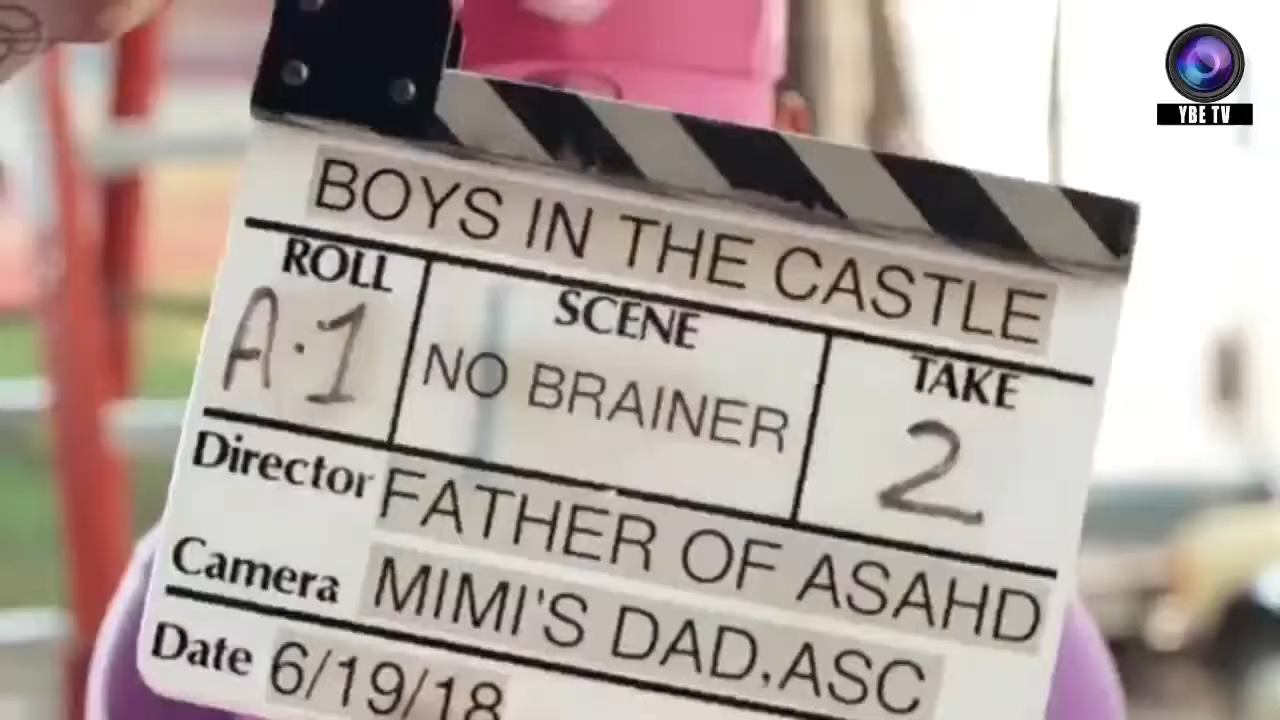 YBE TV
BOYS IN THE CASTLE
ROLL SCENE TAKE
A.1 NO BRAINER 2
Director FATHER OF ASAHD
Camera MIMI'S DAD, ASC
Date 6/19/18